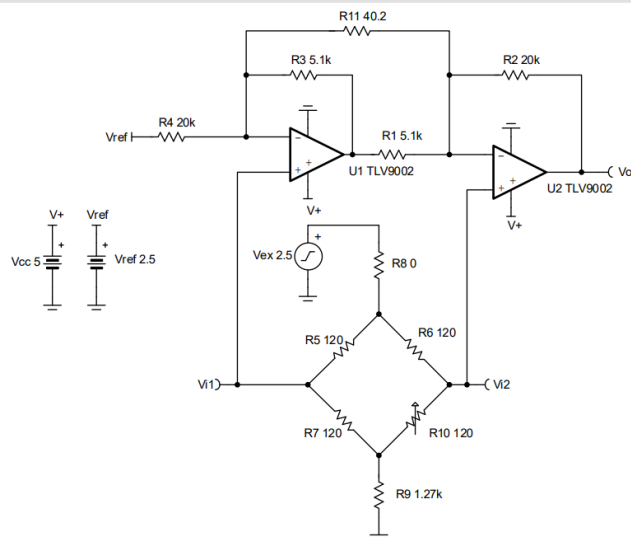 R11 40.2
R3 5.1k
R2 20k
R4 20k
Vref
R1 5.1k
U1 TLV9002
Vo
U2 TLV9002
V+
V+
V+ Vref
Vcc 5
Vref 2.5
Vex 2.5
R8 0
R5 120
R6 120
Vi1
Vi2
R7 120
R10 120
R9 1.27k